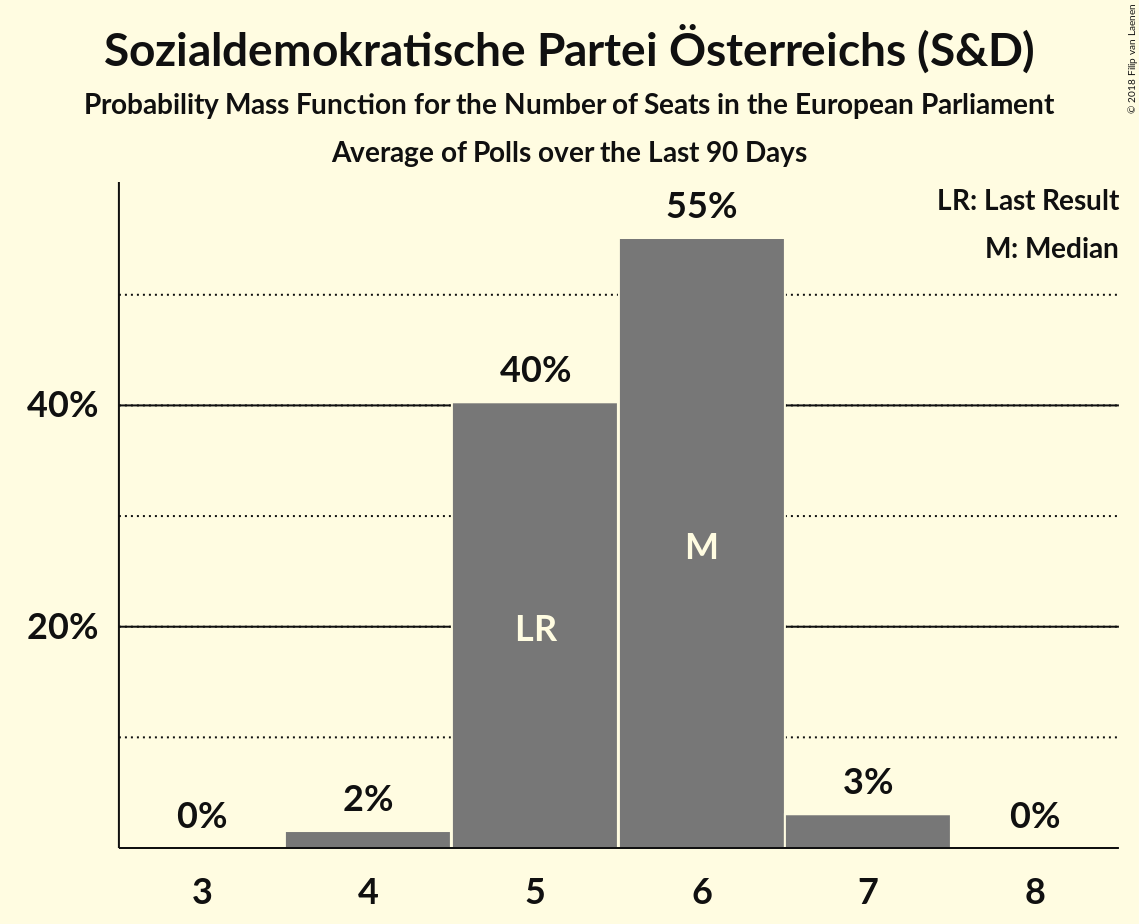 Sozialdemokratische Partei Österreichs (S&D)
Probability Mass Function for the Number of Seats in the European Parliament
Average of Polls over the Last 90 Days
© 2018 Filip van Laenen
LR: Last Result
M: Median
55%
40%
40%
M
20%
LR
0%
2%
3%
0%
3
4
5
6
7
8